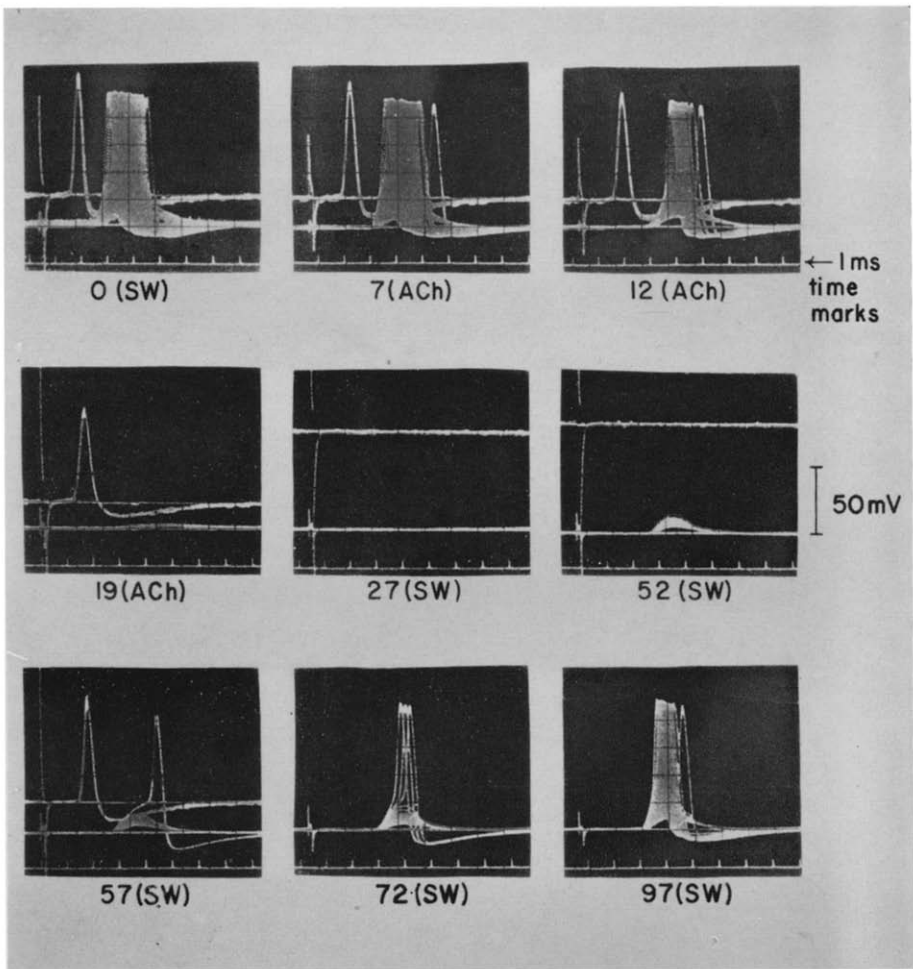 0 (SW)
7 (ACh)
12 (ACh)
← 1 ms
time
marks
19 (ACh)
27 (SW)
52 (SW)
50 mV
57 (SW)
72 (SW)
97 (SW)